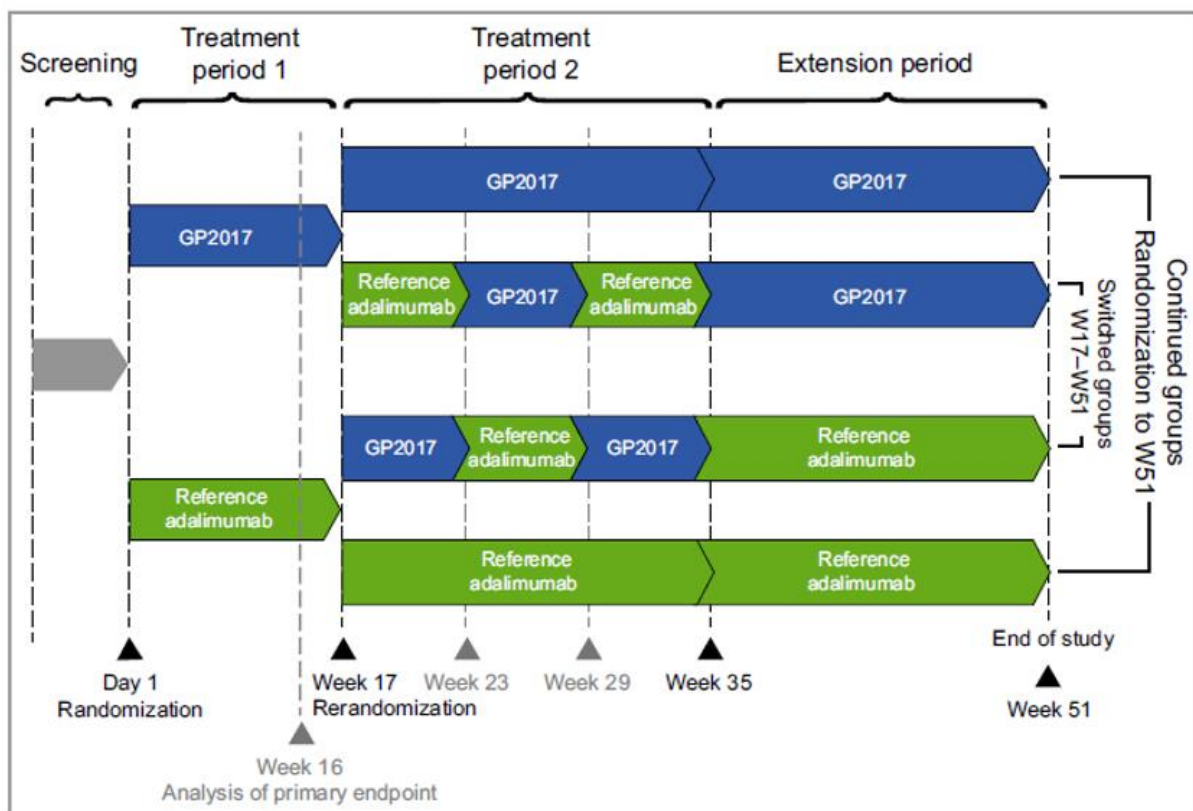 Screening
Treatment
period 1
Treatment
period 2
Extension period
GP2017
GP2017
GP2017
Reference
adalimumab
GP2017
Reference
adalimumab
GP2017
GP2017
Reference
adalimumab
GP2017
Reference
adalimumab
Reference
adalimumab
Reference
adalimumab
Reference
adalimumab
Switched groups
W17–W51
Continued groups
Randomization to W51
Day 1
Randomization
Week 17
Rerandomization
Week 23
Week 29
Week 35
End of study
Week 51
Week 16
Analysis of primary endpoint